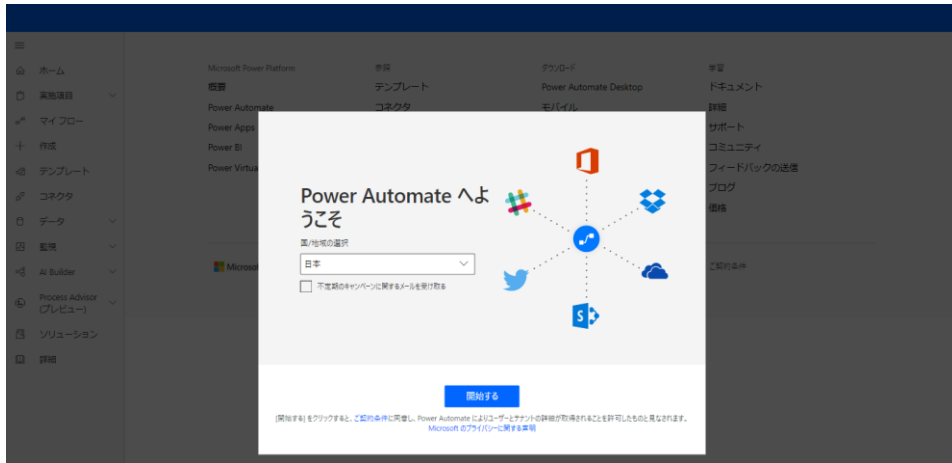 ホーム
実施項目
マイ フロー
作成
テンプレート
コネクタ
データ
監視
AI Builder
Process Advisor
(プレビュー)
ソリューション
詳細
Microsoft Power Platform
概要
Power Automate
Power Apps
Power BI
Power Virtua
参照
テンプレート
コネクタ
ダウンロード
Power Automate Desktop
モバイル
学習
ドキュメント
詳細
サポート
コミュニティ
フィードバックの送信
ブログ
価格
Microsof
ご契約条件
Power Automate へよ
うこそ
国/地域の選択
日本
不定期のキャンペーンに関するメールを受け取る
開始する
[開始する] をクリックすると、ご契約条件に同意し、Power Automate によりユーザーとテナントの詳細が取得されることを許可したものと見なされます。
Microsoft のプライバシーに関する声明